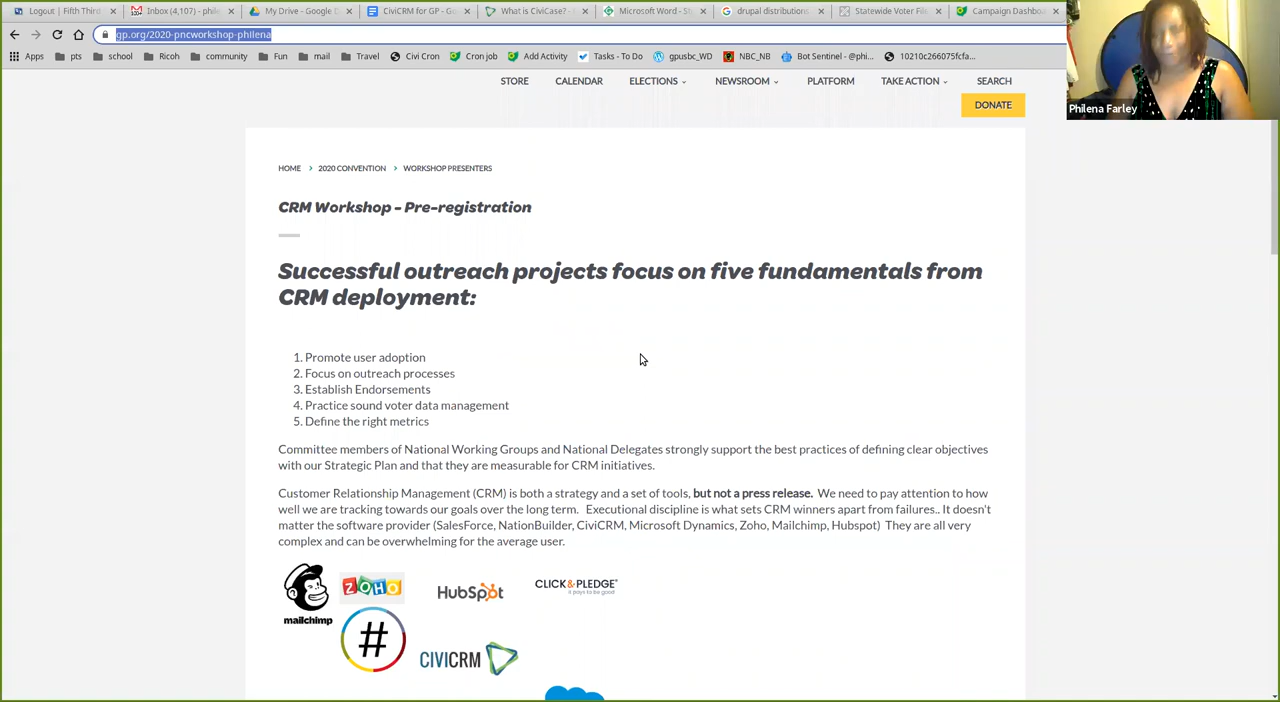 Logout | Fifth Third
Inbox (4,107) - phile
My Drive - Google D
CiviCRM for GP - Go
What is CiviCase? -
Microsoft Word - St
drupal distributions
Statewide Voter File
Campaign Dashboa
gp.org/2020-pncworkshop-philena
Apps pts school Ricoh community Fun mail Travel Civi Cron Cron job Add Activity Tasks - To Do gpusbc_WD NBC_NB Bot Sentinel - @phi... 10210c266075fcfa...
Philena Farley
STORE CALENDAR ELECTIONS NEWSROOM PLATFORM TAKE ACTION SEARCH
DONATE
HOME > 2020 CONVENTION > WORKSHOP PRESENTERS
CRM Workshop - Pre-registration
Successful outreach projects focus on five fundamentals from
CRM deployment:
1. Promote user adoption
2. Focus on outreach processes
3. Establish Endorsements
4. Practice sound voter data management
5. Define the right metrics
Committee members of National Working Groups and National Delegates strongly support the best practices of defining clear objectives
with our Strategic Plan and that they are measurable for CRM initiatives.
Customer Relationship Management (CRM) is both a strategy and a set of tools, but not a press release. We need to pay attention to how
well we are tracking towards our goals over the long term. Executional discipline is what sets CRM winners apart from failures.. It doesn't
matter the software provider (SalesForce, NationBuilder, CiviCRM, Microsoft Dynamics, Zoho, Mailchimp, Hubspot) They are all very
complex and can be overwhelming for the average user.
mailchimp
ZOHO
HubSpot
CLICK&PLEDGE
it pays to be good
#
CIVICRM